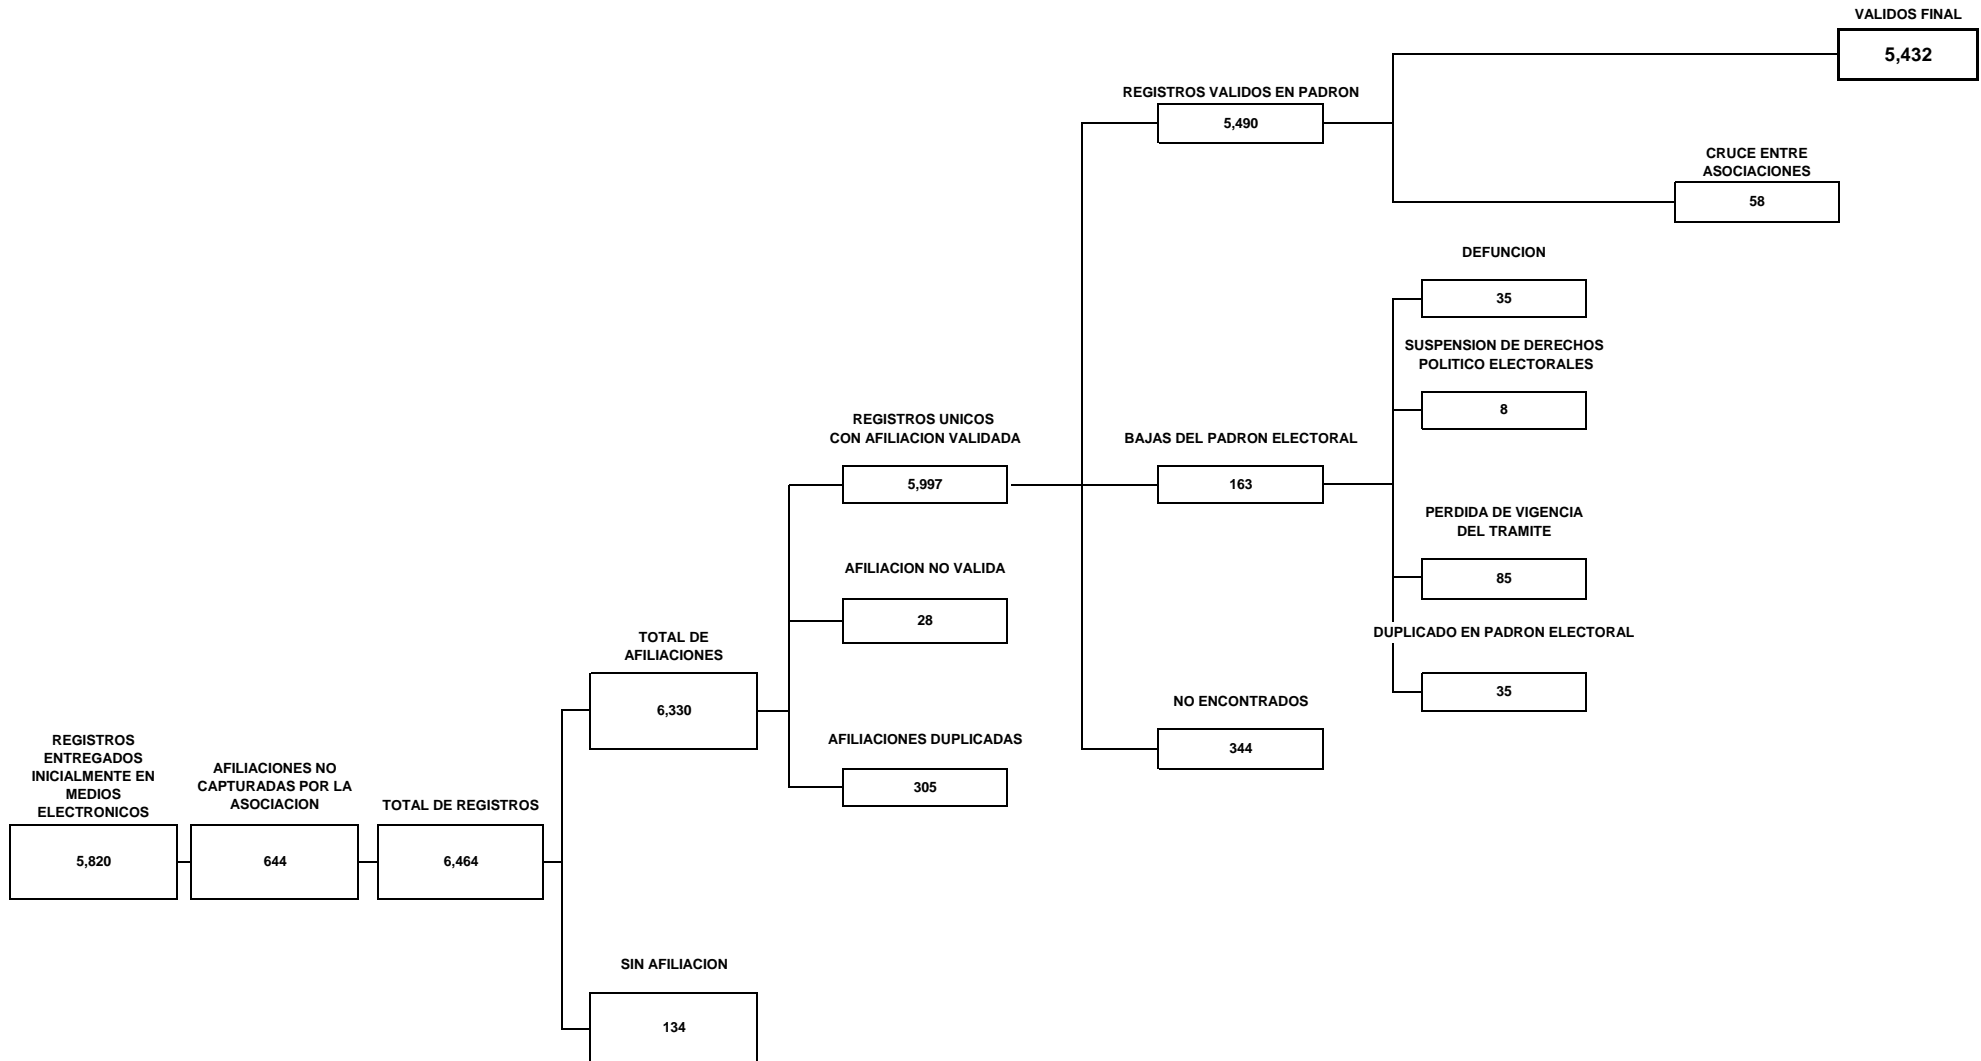 VALIDOS FINAL
5,432
REGISTROS VALIDOS EN PADRON
5,490
CRUCE ENTRE
ASOCIACIONES
58
DEFUNCION
35
SUSPENSION DE DERECHOS
POLITICO ELECTORALES
8
REGISTROS UNICOS
CON AFILIACION VALIDADA
5,997
BAJAS DEL PADRON ELECTORAL
163
PERDIDA DE VIGENCIA
DEL TRAMITE
85
AFILIACION NO VALIDA
28
DUPLICADO EN PADRON ELECTORAL
35
TOTAL DE
AFILIACIONES
6,330
NO ENCONTRADOS
344
AFILIACIONES DUPLICADAS
305
REGISTROS
ENTREGADOS
INICIALMENTE EN
MEDIOS
ELECTRONICOS
5,820
AFILIACIONES NO
CAPTURADAS POR LA
ASOCIACION
644
TOTAL DE REGISTROS
6,464
SIN AFILIACION
134